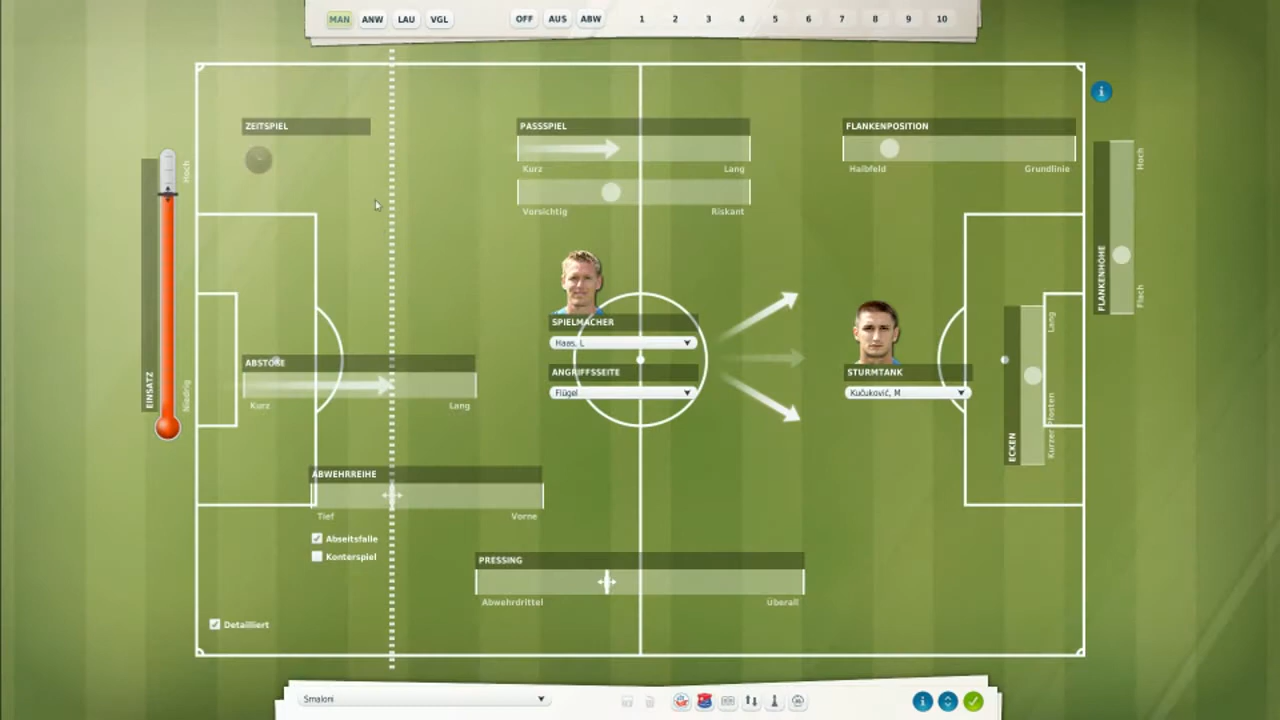 MAN ANW LAU VGL OFF AUS ABW 1 2 3 4 5 6 7 8 9 10
ZEITSPIEL
PASSSPIEL
Kurz Lang
Vorsichtig Riskant
FLANKENPOSITION
Halbfeld Grundlinie
Hoch
EINSATZ
Niedrig
Hoch
FLANKENHÖHE
Flach
SPIELMACHER
Haas, L
ANGRIFFSSEITE
Flügel
STURMTANK
Kučuković, M
ABSTÖßE
Kurz Lang
Lang
ECKEN
Kurzer Pfosten
ABWEHRREIHE
Tief Vorne
Abseitsfalle
Konterspiel
PRESSING
Abwehrdrittel Überall
Detailliert
Smaloni